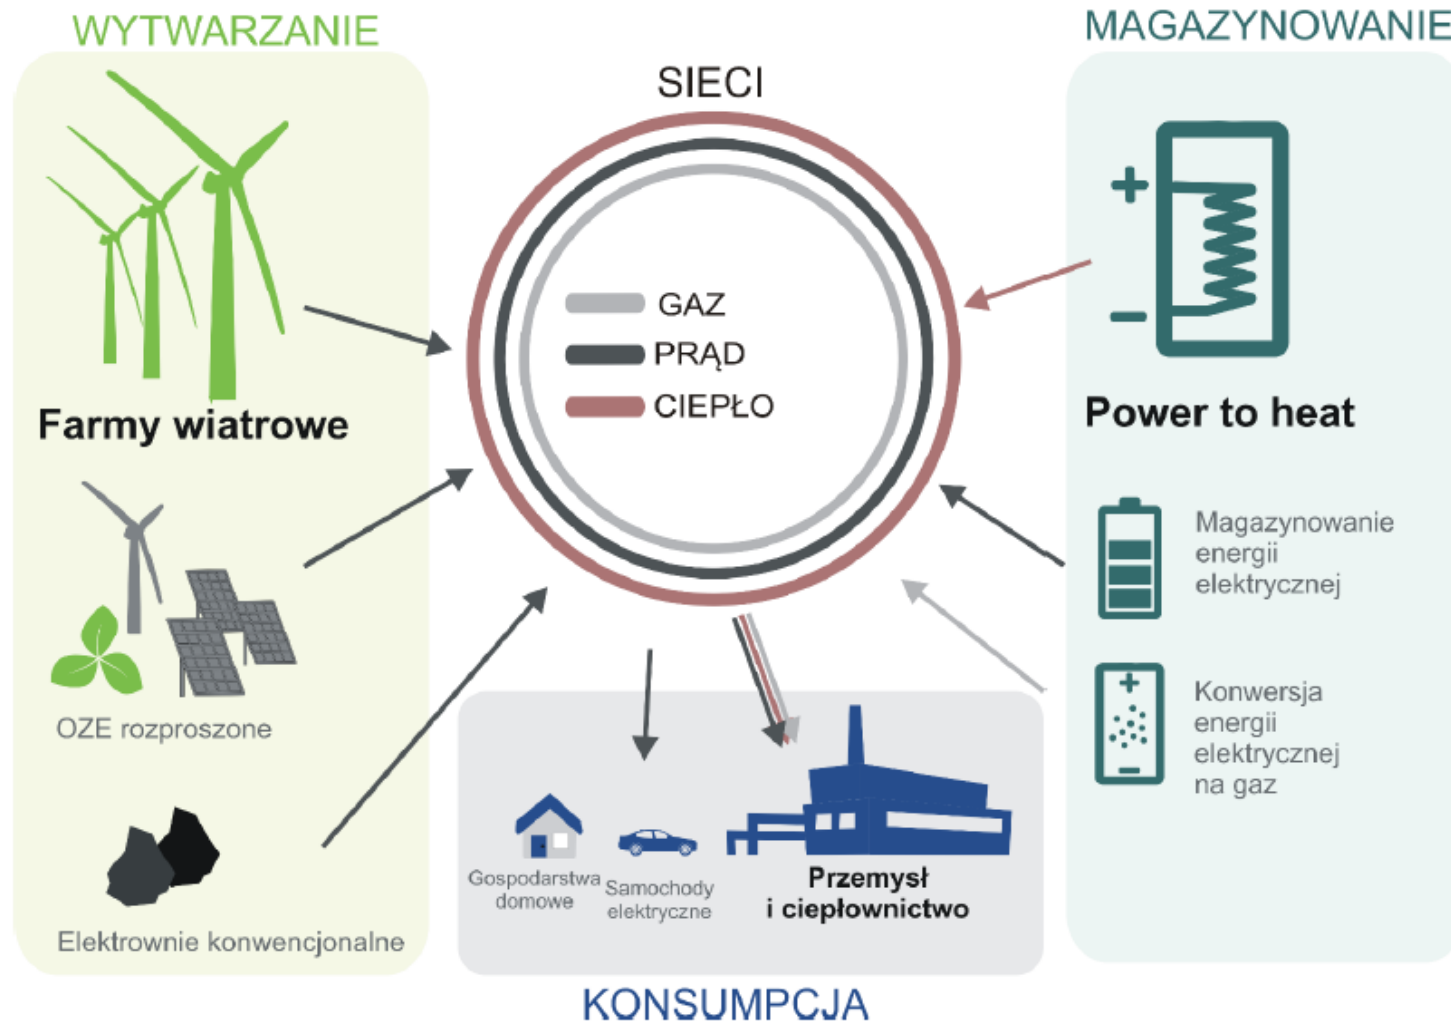 WYTWARZANIE
Farmy wiatrowe
OZE rozproszone
Elektrownie konwencjonalne
SIECI
GAZ
PRĄD
CIEPŁO
MAGAZYNOWANIE
+
−
Power to heat
Magazynowanie
energii
elektrycznej
+
−
Konwersja
energii
elektrycznej
na gaz
Gospodarstwa
domowe
Samochody
elektryczne
Przemysł
i ciepłownictwo
KONSUMPCJA